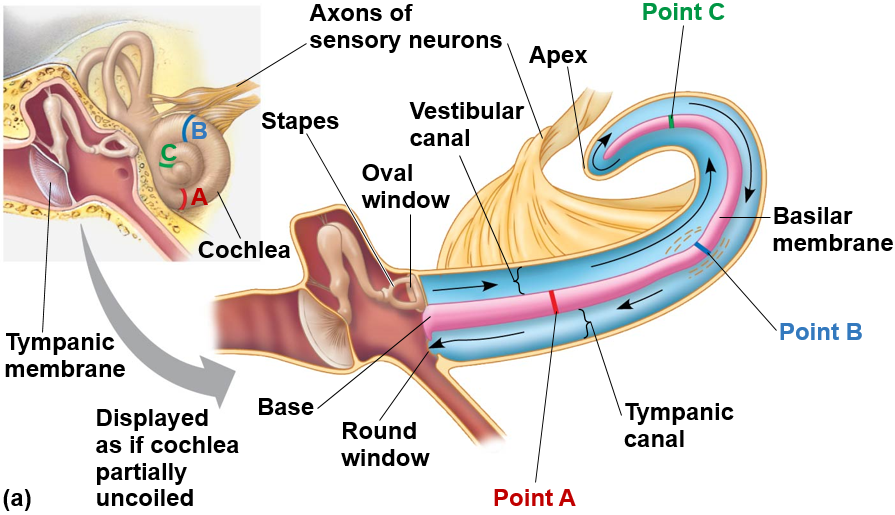 Axons of
sensory neurons
Point C
Apex
Vestibular
canal
Stapes
Oval
window
B
C
A
Cochlea
Basilar
membrane
Tympanic
membrane
Point B
Base
Round
window
Tympanic
canal
Displayed
as if cochlea
partially
uncoiled
Point A
(a)